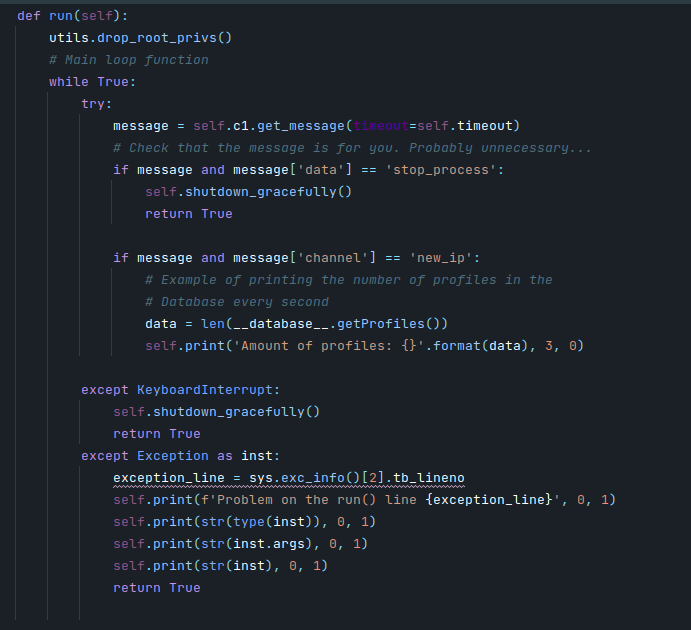 def run(self):
    utils.drop_root_privs()
    # Main loop function
    while True:
        try:
            message = self.c1.get_message(timeout=self.timeout)
            # Check that the message is for you. Probably unnecessary...
            if message and message['data'] == 'stop_process':
                self.shutdown_gracefully()
                return True

            if message and message['channel'] == 'new_ip':
                # Example of printing the number of profiles in the
                # Database every second
                data = len(__database__.getProfiles())
                self.print('Amount of profiles: {}'.format(data), 3, 0)

        except KeyboardInterrupt:
            self.shutdown_gracefully()
            return True
        except Exception as inst:
            exception_line = sys.exc_info()[2].tb_lineno
            self.print(f'Problem on the run() line {exception_line}', 0, 1)
            self.print(str(type(inst)), 0, 1)
            self.print(str(inst.args), 0, 1)
            self.print(str(inst), 0, 1)
            return True